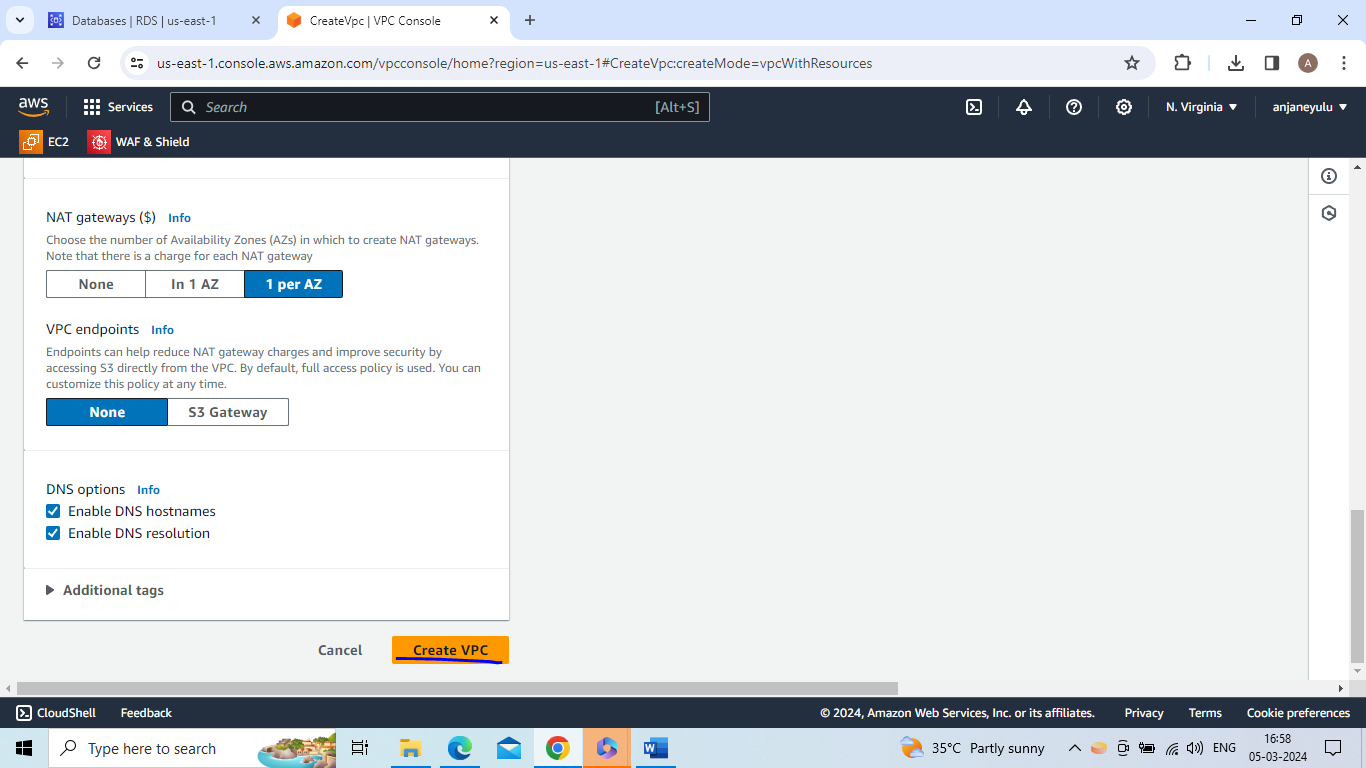 Databases | RDS | us-east-1
CreateVpc | VPC Console
us-east-1.console.aws.amazon.com/vpcconsole/home?region=us-east-1#CreateVpc:createMode=vpcWithResources
A
aws
Services
Search
[Alt+S]
N. Virginia
anjaneyulu
EC2
WAF & Shield
NAT gateways ($) Info
Choose the number of Availability Zones (AZs) in which to create NAT gateways.
Note that there is a charge for each NAT gateway
None
In 1 AZ
1 per AZ
VPC endpoints Info
Endpoints can help reduce NAT gateway charges and improve security by
accessing S3 directly from the VPC. By default, full access policy is used. You can
customize this policy at any time.
None
S3 Gateway
DNS options Info
Enable DNS hostnames
Enable DNS resolution
Additional tags
Cancel
Create VPC
CloudShell
Feedback
© 2024, Amazon Web Services, Inc. or its affiliates.
Privacy
Terms
Cookie preferences
Type here to search
35°C Partly sunny
ENG
16:58
05-03-2024